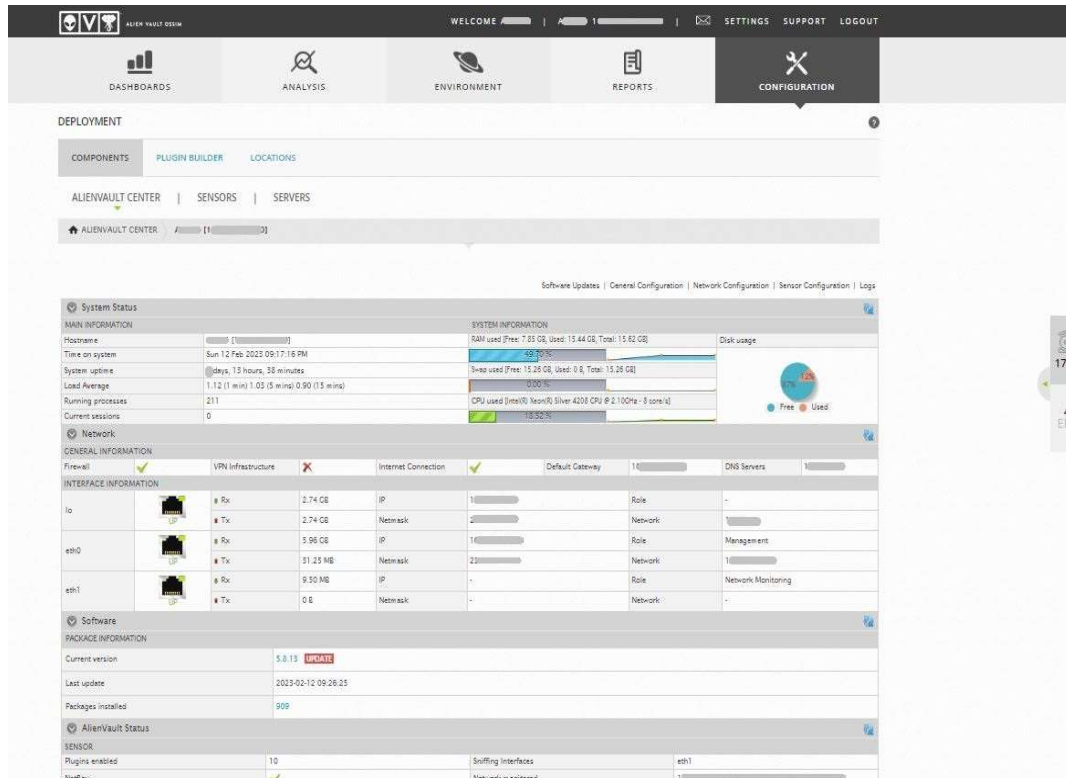 ALIEN VAULT OSSIM
WELCOME A | A 1 | SETTINGS SUPPORT LOGOUT
DASHBOARDS ANALYSIS ENVIRONMENT REPORTS CONFIGURATION
DEPLOYMENT
COMPONENTS PLUGIN BUILDER LOCATIONS
ALIENVAULT CENTER | SENSORS | SERVERS
ALIENVAULT CENTER
Software Updates | General Configuration | Network Configuration | Sensor Configuration | Logs
System Status
MAIN INFORMATION SYSTEM INFORMATION
Hostname RAM used [Free: 7.85 GB, Used: 15.44 GB, Total: 15.62 GB] Disk usage
Time on system Sun 12 Feb 2023 09:17:16 PM
System uptime days, 13 hours, 38 minutes Swap used [Free: 15.26 GB, Used: 0 B, Total: 15.26 GB]
Load Average 1.12 (1 min) 1.03 (5 mins) 0.90 (15 mins) 0.00 %
Running processes 211 CPU used [Intel(R) Xeon(R) Silver 4208 CPU @ 2.10GHz - 8 core/s] Free Used
Current sessions 0 18.52 %
Network
GENERAL INFORMATION
Firewall VPN Infrastructure Internet Connection Default Gateway DNS Servers
INTERFACE INFORMATION
lo UP Rx 2.74 GB IP Role -
Tx 2.74 GB Netmask Network
eth0 UP Rx 5.96 GB IP Role Management
Tx 31.25 MB Netmask Network
eth1 UP Rx 9.50 MB IP - Role Network Monitoring
Tx 0 B Netmask - Network -
Software
PACKAGE INFORMATION
Current version 5.8.13 UPDATE
Last update 2023-02-12 09:26:25
Packages installed 909
AlienVault Status
SENSOR
Plugins enabled 10 Sniffing Interfaces eth1